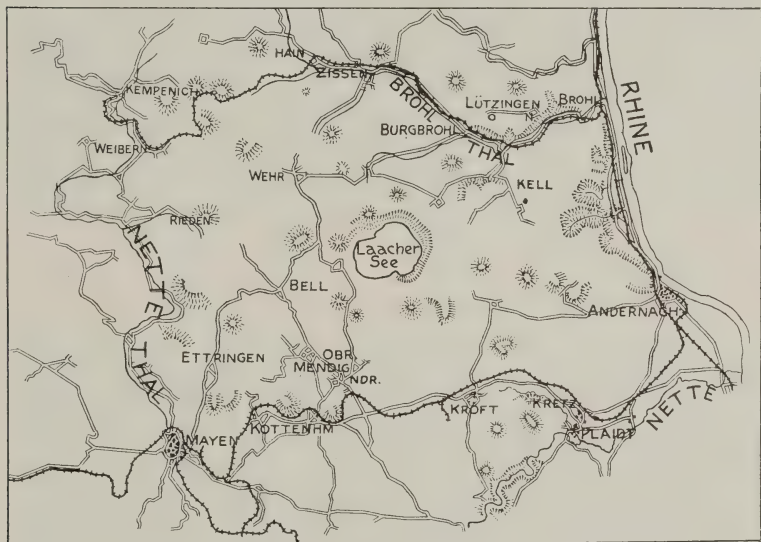 HAIN
ZISSEN
KEMPENICH
BROHL
THAL
LÜTZINGEN
BROHL
RHINE
BURGBROHL
WEIBERN
WEHR
KELL
RIEDEN
NETTE
THAL
Laacher
See
BELL
ANDERNACH
ETTRINGEN
OBR.
MENDIG
NDR.
KRÖFT
KRETZ
NETTE
KOTTENHM
PLAIDT
MAYEN